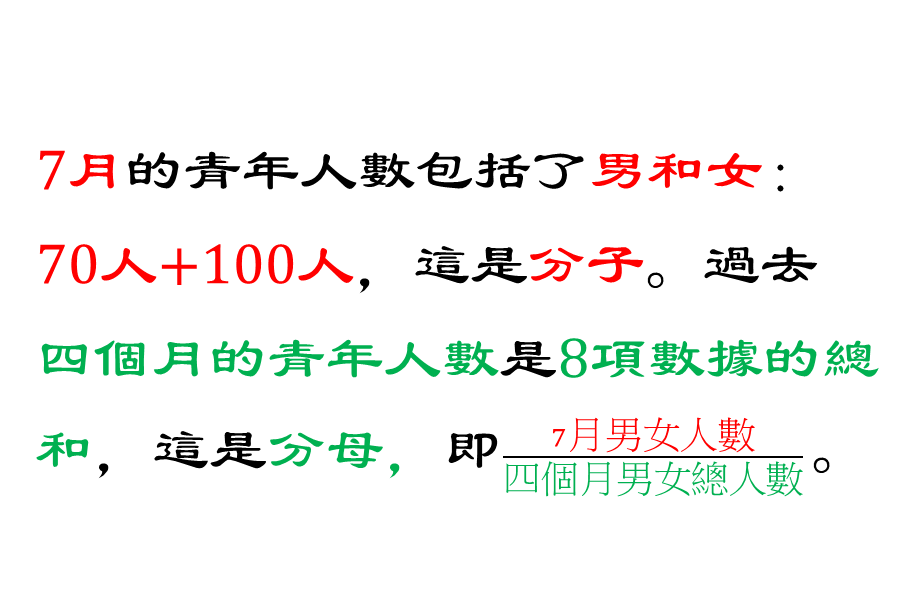 7月的青年人數包括了男和女：
70人+100人，這是分子。過去
四個月的青年人數是8項數據的總
和，這是分母，即7月男女人數/四個月男女總人數。